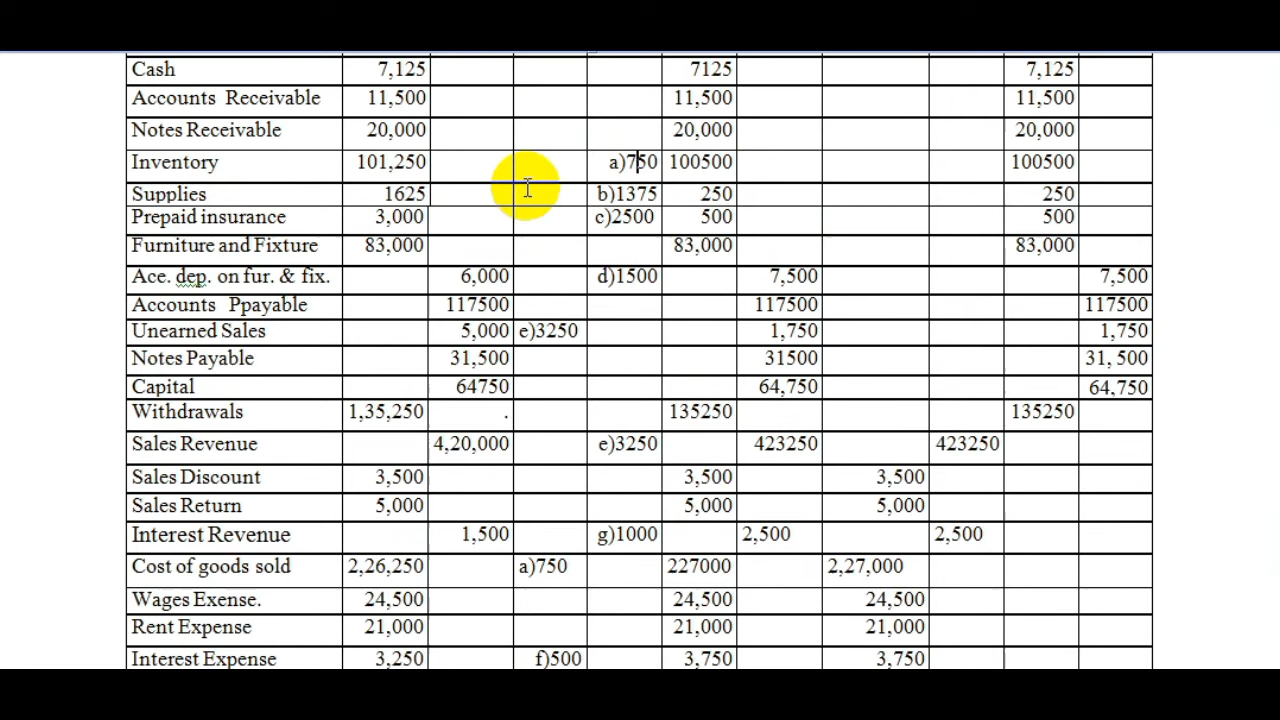 Cash 7,125 7125 7,125
Accounts Receivable 11,500 11,500 11,500
Notes Receivable 20,000 20,000 20,000
Inventory 101,250 a)750 100500 100500
Supplies 1625 b)1375 250 250
Prepaid insurance 3,000 c)2500 500 500
Furniture and Fixture 83,000 83,000 83,000
Ace. dep. on fur. & fix. 6,000 d)1500 7,500 7,500
Accounts Ppayable 117500 117500 117500
Unearned Sales 5,000 e)3250 1,750 1,750
Notes Payable 31,500 31500 31, 500
Capital 64750 64,750 64,750
Withdrawals 1,35,250 . 135250 135250
Sales Revenue 4,20,000 e)3250 423250 423250
Sales Discount 3,500 3,500 3,500
Sales Return 5,000 5,000 5,000
Interest Revenue 1,500 g)1000 2,500 2,500
Cost of goods sold 2,26,250 a)750 227000 2,27,000
Wages Exense. 24,500 24,500 24,500
Rent Expense 21,000 21,000 21,000
Interest Expense 3,250 f)500 3,750 3,750